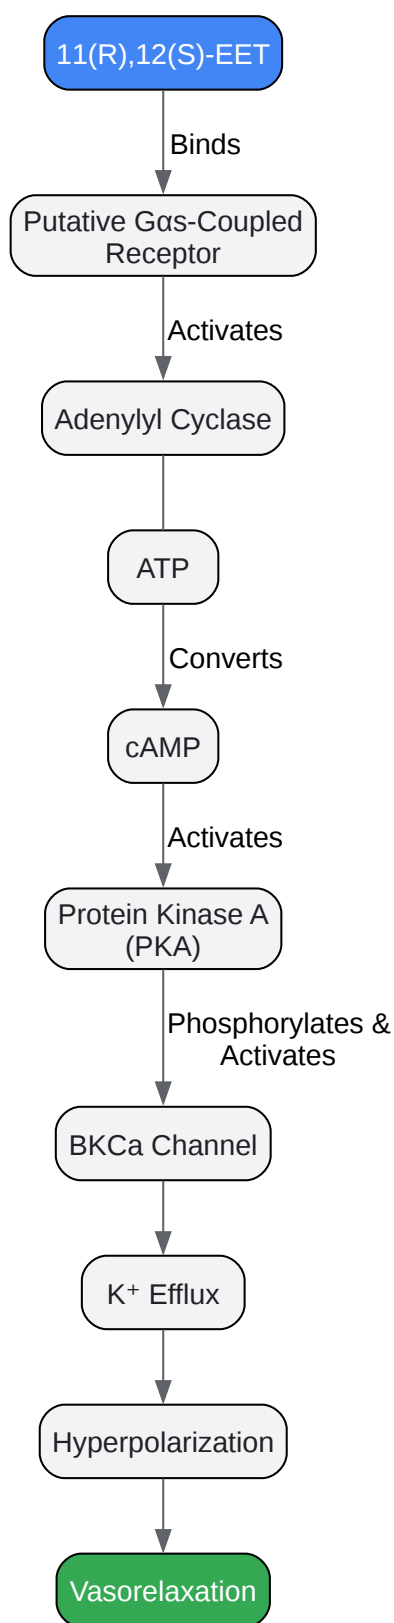 11(R),12(S)-EET
Binds
Putative Gαs-Coupled
Receptor
Activates
Adenylyl Cyclase
ATP
Converts
cAMP
Activates
Protein Kinase A
(PKA)
Phosphorylates &
Activates
BKCa Channel
K⁺ Efflux
Hyperpolarization
Vasorelaxation